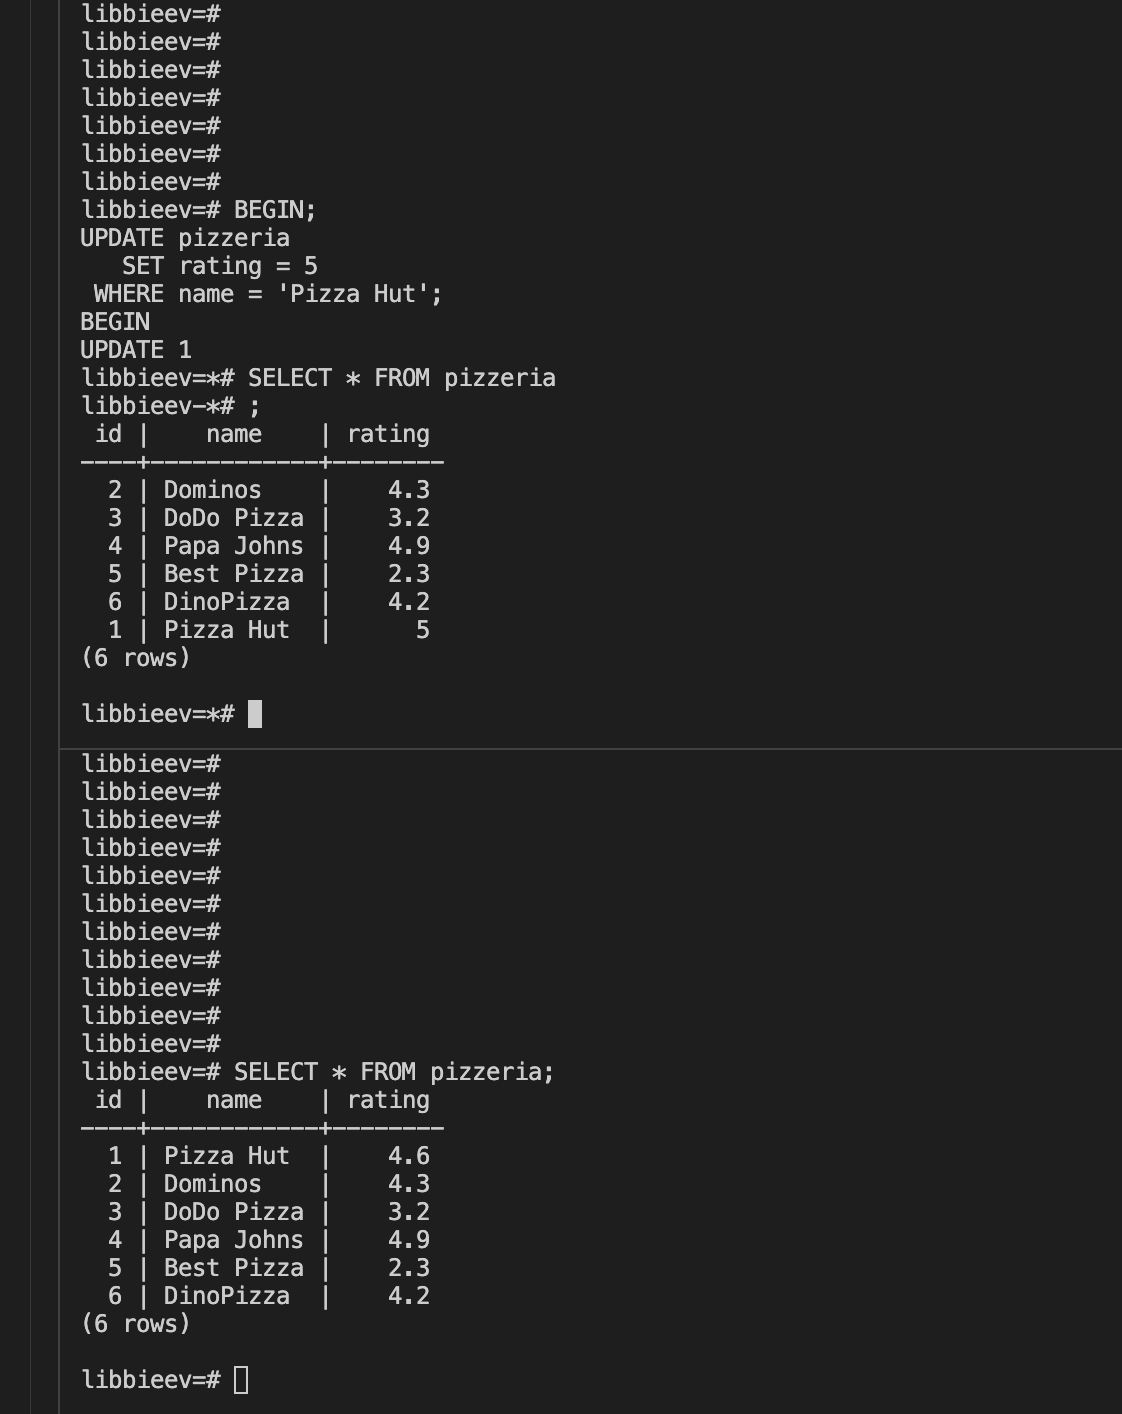 libbieev=#
libbieev=#
libbieev=#
libbieev=#
libbieev=#
libbieev=#
libbieev=#
libbieev=# BEGIN;
UPDATE pizzeria
   SET rating = 5
 WHERE name = 'Pizza Hut';
BEGIN
UPDATE 1
libbieev=*# SELECT * FROM pizzeria
libbieev-*# ;
 id |    name    | rating
----+------------+--------
  2 | Dominos    |    4.3
  3 | DoDo Pizza |    3.2
  4 | Papa Johns |    4.9
  5 | Best Pizza |    2.3
  6 | DinoPizza  |    4.2
  1 | Pizza Hut  |      5
(6 rows)

libbieev=*#
libbieev=#
libbieev=#
libbieev=#
libbieev=#
libbieev=#
libbieev=#
libbieev=#
libbieev=#
libbieev=#
libbieev=#
libbieev=#
libbieev=# SELECT * FROM pizzeria;
 id |    name    | rating
----+------------+--------
  1 | Pizza Hut  |    4.6
  2 | Dominos    |    4.3
  3 | DoDo Pizza |    3.2
  4 | Papa Johns |    4.9
  5 | Best Pizza |    2.3
  6 | DinoPizza  |    4.2
(6 rows)

libbieev=#